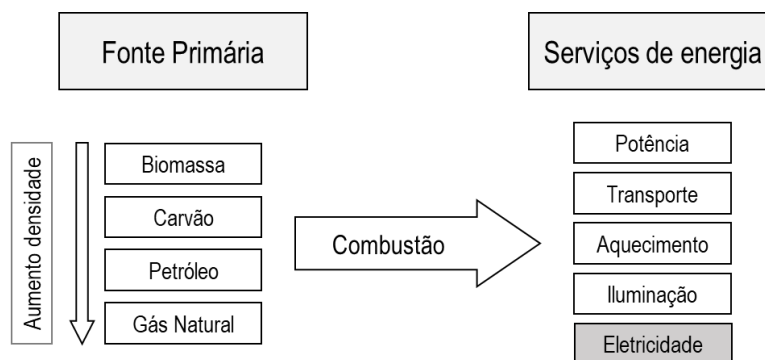 Fonte Primária
Serviços de energia
Aumento densidade
Biomassa
Carvão
Petróleo
Gás Natural
Combustão
Potência
Transporte
Aquecimento
Iluminação
Eletricidade